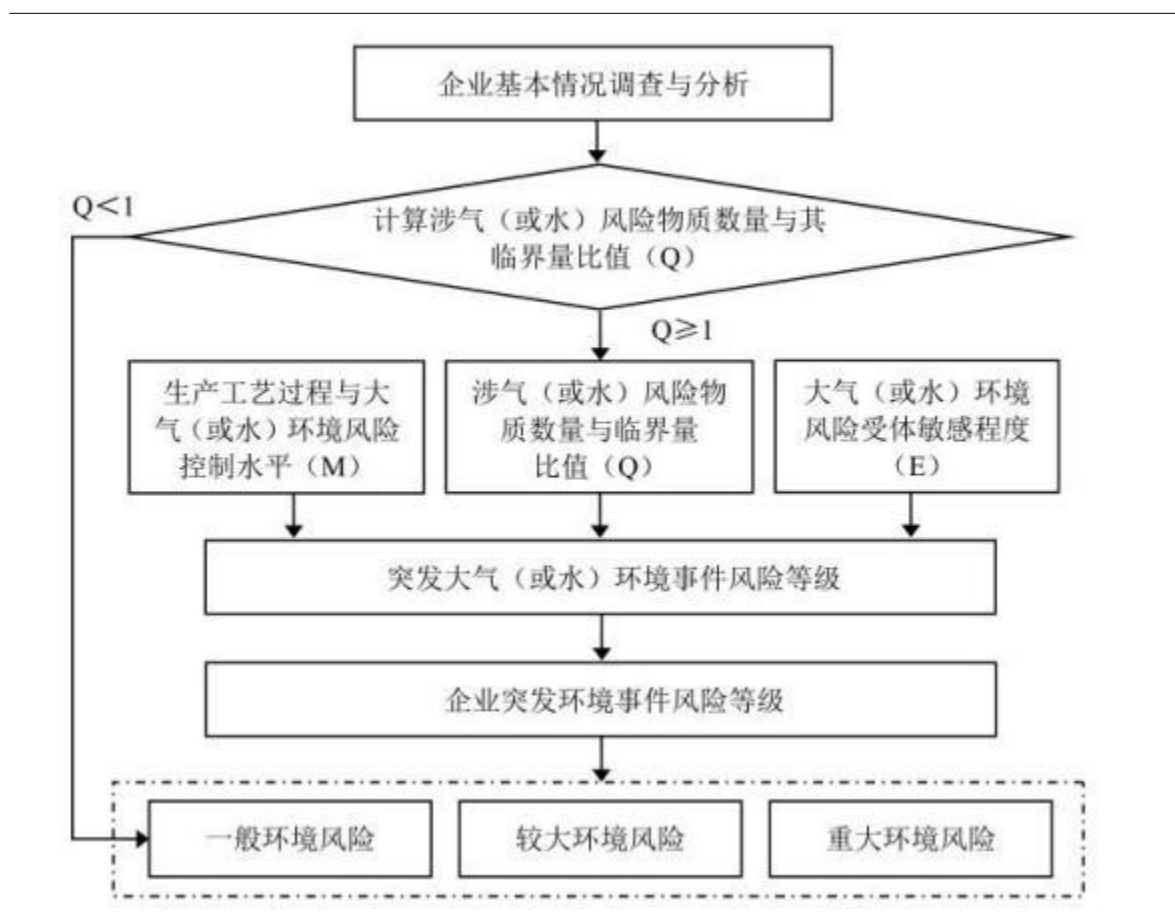 企业基本情况调查与分析
Q<1
计算涉气（或水）风险物质数量与其
临界量比值（Q）
Q≥1
生产工艺过程与大
气（或水）环境风险
控制水平（M）
涉气（或水）风险物
质数量与临界量
比值（Q）
大气（或水）环境
风险受体敏感程度
（E）
突发大气（或水）环境事件风险等级
企业突发环境事件风险等级
一般环境风险
较大环境风险
重大环境风险